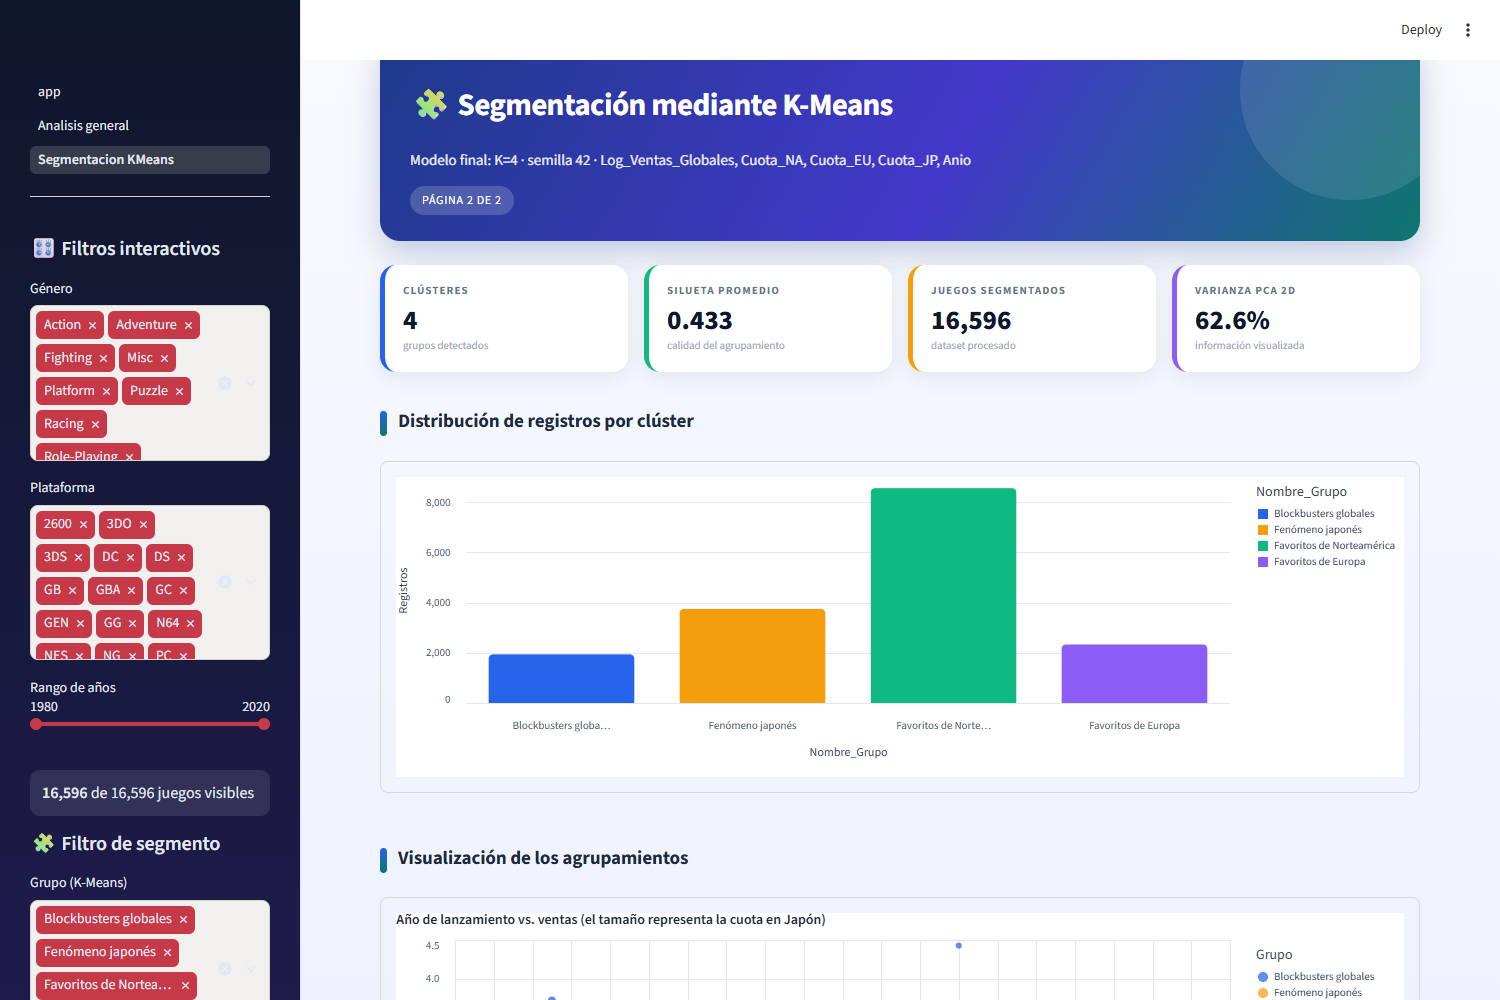 Deploy
app
Analisis general
Segmentacion KMeans
Filtros interactivos
Género
Action ×
Adventure ×
Fighting ×
Misc ×
Platform ×
Puzzle ×
Racing ×
Role-Playing ×
Plataforma
2600 ×
3DO ×
3DS ×
DC ×
DS ×
GB ×
GBA ×
GC ×
GEN ×
GG ×
N64 ×
NES ×
NG ×
PC ×
Rango de años
1980
2020
16,596 de 16,596 juegos visibles
Filtro de segmento
Grupo (K-Means)
Blockbusters globales ×
Fenómeno japonés ×
Favoritos de Nortea… ×
Segmentación mediante K-Means
Modelo final: K=4 · semilla 42 · Log_Ventas_Globales, Cuota_NA, Cuota_EU, Cuota_JP, Anio
PÁGINA 2 DE 2
CLÚSTERES
4
grupos detectados
SILUETA PROMEDIO
0.433
calidad del agrupamiento
JUEGOS SEGMENTADOS
16,596
dataset procesado
VARIANZA PCA 2D
62.6%
información visualizada
Distribución de registros por clúster
8,000
6,000
4,000
2,000
0
Registros
Blockbusters globa…
Fenómeno japonés
Favoritos de Norte…
Favoritos de Europa
Nombre_Grupo
Nombre_Grupo
Blockbusters globales
Fenómeno japonés
Favoritos de Norteamérica
Favoritos de Europa
Visualización de los agrupamientos
Año de lanzamiento vs. ventas (el tamaño representa la cuota en Japón)
4.5
4.0
Grupo
Blockbusters globales
Fenómeno japonés